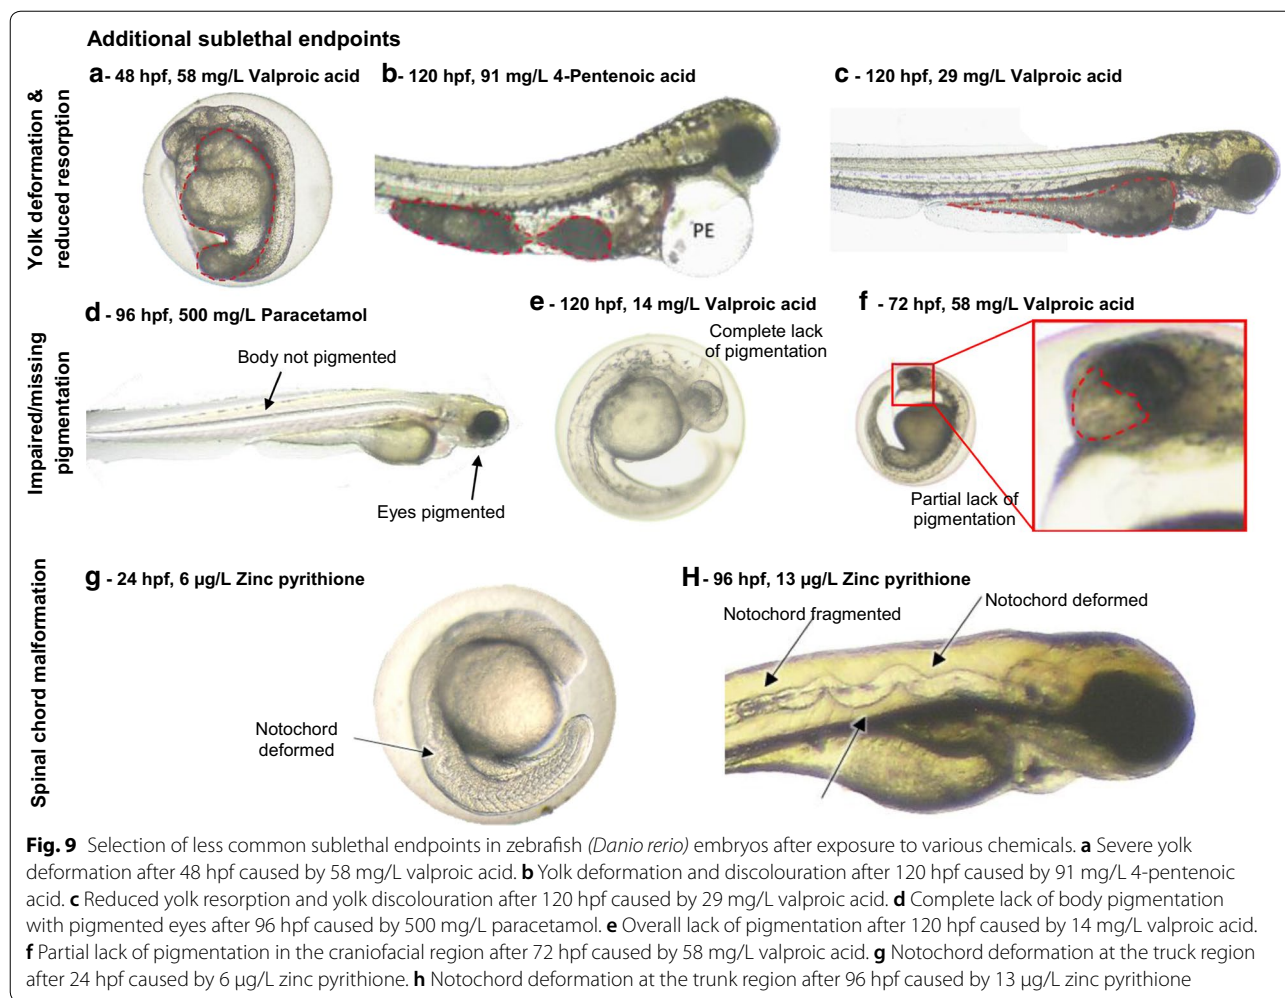 Additional sublethal endpoints
Yolk deformation &
reduced resorption
a- 48 hpf, 58 mg/L Valproic acid
b- 120 hpf, 91 mg/L 4-Pentenoic acid
c - 120 hpf, 29 mg/L Valproic acid
PE
Impaired/missing
pigmentation
d - 96 hpf, 500 mg/L Paracetamol
Body not pigmented
Eyes pigmented
e - 120 hpf, 14 mg/L Valproic acid
Complete lack
of pigmentation
f - 72 hpf, 58 mg/L Valproic acid
Partial lack of
pigmentation
Spinal chord malformation
g - 24 hpf, 6 µg/L Zinc pyrithione
Notochord
deformed
H - 96 hpf, 13 µg/L Zinc pyrithione
Notochord fragmented
Notochord deformed
Fig. 9 Selection of less common sublethal endpoints in zebrafish (Danio rerio) embryos after exposure to various chemicals. a Severe yolk
deformation after 48 hpf caused by 58 mg/L valproic acid. b Yolk deformation and discolouration after 120 hpf caused by 91 mg/L 4-pentenoic
acid. c Reduced yolk resorption and yolk discolouration after 120 hpf caused by 29 mg/L valproic acid. d Complete lack of body pigmentation
with pigmented eyes after 96 hpf caused by 500 mg/L paracetamol. e Overall lack of pigmentation after 120 hpf caused by 14 mg/L valproic acid.
f Partial lack of pigmentation in the craniofacial region after 72 hpf caused by 58 mg/L valproic acid. g Notochord deformation at the truck region
after 24 hpf caused by 6 µg/L zinc pyrithione. h Notochord deformation at the trunk region after 96 hpf caused by 13 µg/L zinc pyrithione